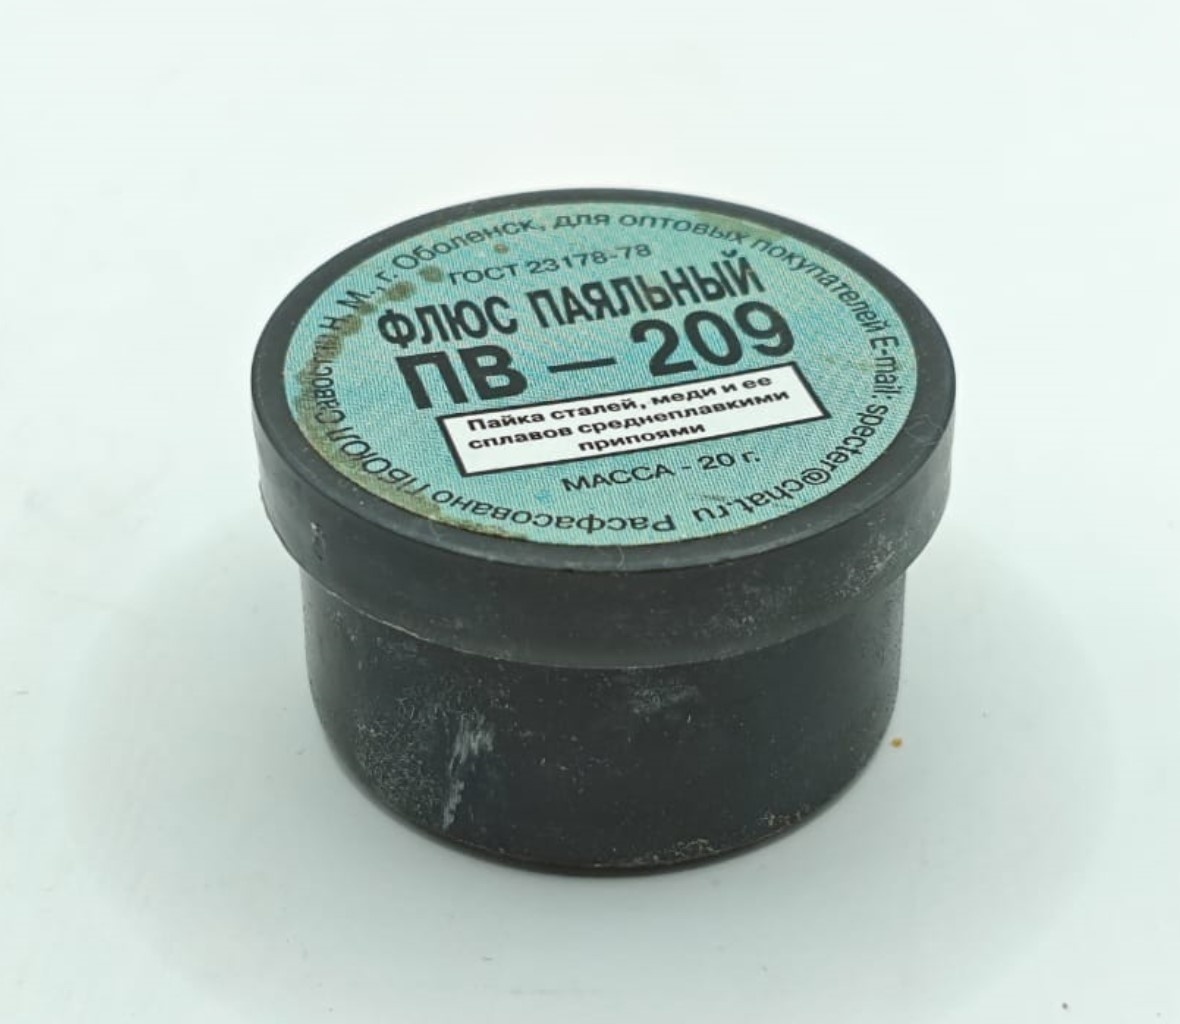 ГОСТ 23178-78
ФЛЮС ПАЯЛЬНЫЙ
ПВ — 209
Пайка сталей, меди и ее
сплавов среднеплавкими
припоями
МАССА - 20 г.
Расфасовано ПБОЮЛ Н. М., г. Оболенск, для оптовых покупателей E-mail: specter@chat.ru